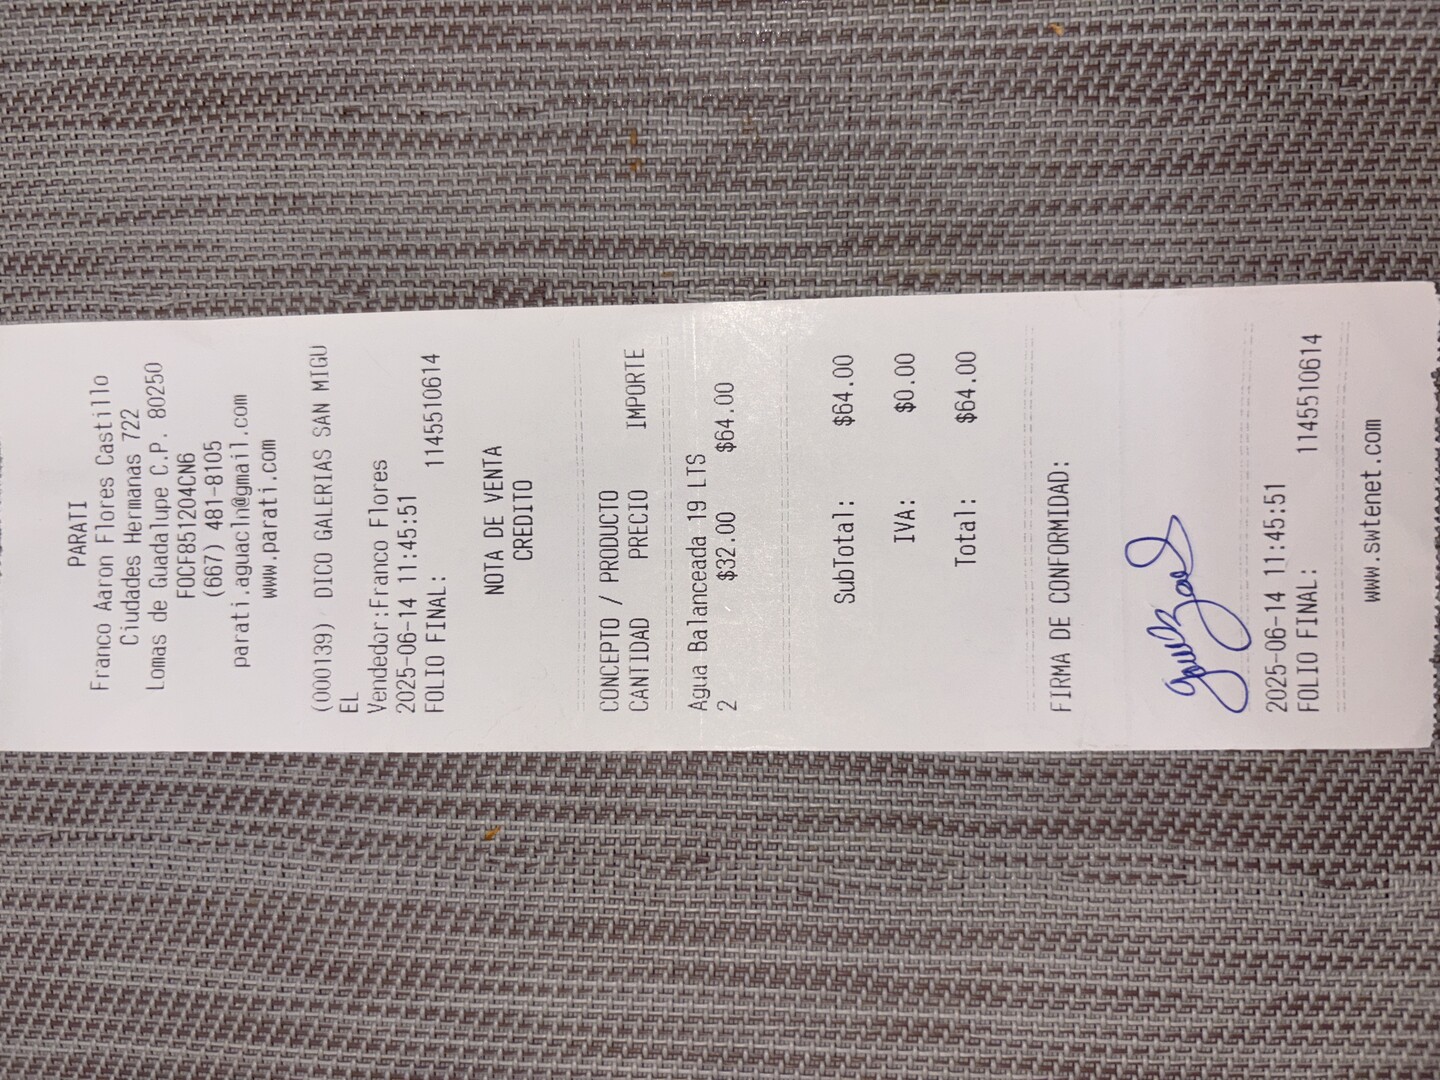 PARATI
Franco Aaron Flores Castillo
Ciudades Hermanas 722
Lomas de Guadalupe C.P. 80250
FOCF851204CN6
(667) 481-8105
parati.aguacln@gmail.com
www.parati.com
(000139) DICO GALERIAS SAN MIGU
EL
Vendedor:Franco Flores
2025-06-14 11:45:51
FOLIO FINAL: 1145510614
NOTA DE VENTA
CREDITO
CONCEPTO / PRODUCTO
CANTIDAD PRECIO IMPORTE
Agua Balanceada 19 LTS
2 $32.00 $64.00
SubTotal: $64.00
IVA: $0.00
Total: $64.00
FIRMA DE CONFORMIDAD:
2025-06-14 11:45:51
FOLIO FINAL: 1145510614
www.swtenet.com